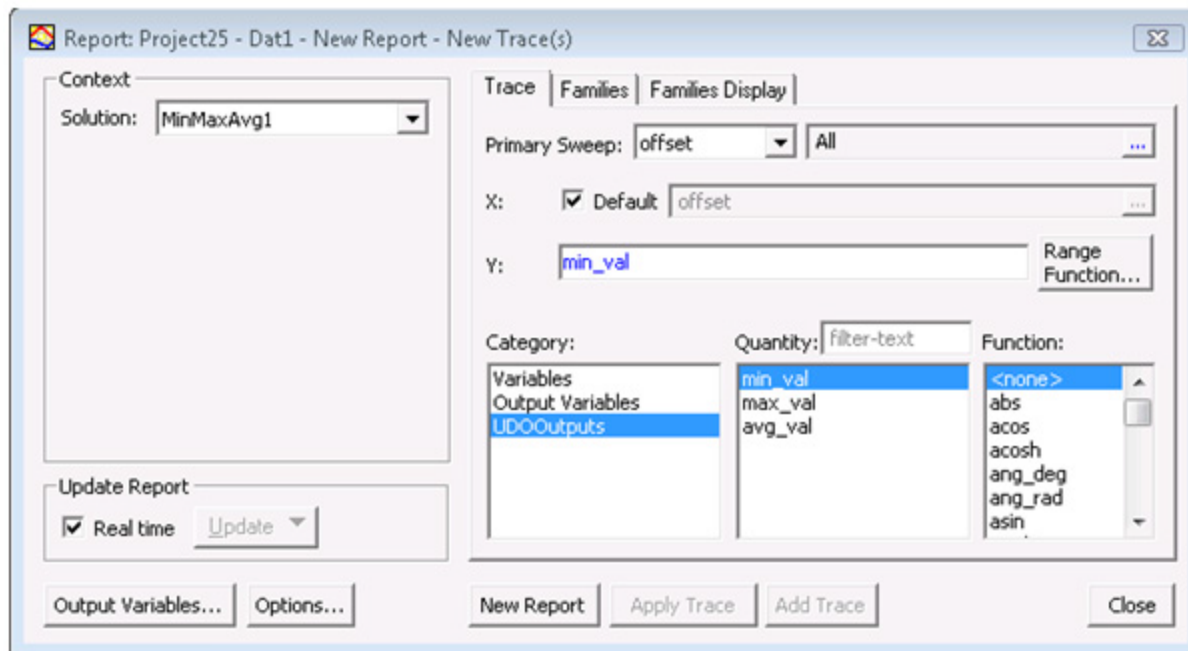 Report: Project25 - Dat1 - New Report - New Trace(s)
Context
Solution: MinMaxAvg1
Update Report
Real time Update
Output Variables... Options...
Trace Families Families Display
Primary Sweep: offset All ...
X: Default offset ...
Y: min_val Range Function...
Category:
Variables
Output Variables
UDOOutputs
Quantity: filter-text
min_val
max_val
avg_val
Function:
<none>
abs
acos
acosh
ang_deg
ang_rad
asin
New Report Apply Trace Add Trace Close